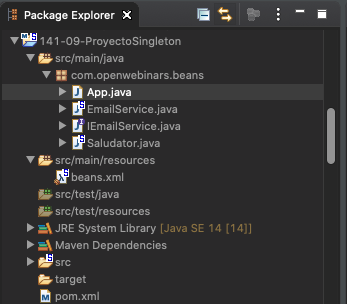 Package Explorer
141-09-ProyectoSingleton
src/main/java
com.openwebinars.beans
App.java
EmailService.java
IEmailService.java
Saludator.java
src/main/resources
beans.xml
src/test/java
src/test/resources
JRE System Library [Java SE 14 [14]]
Maven Dependencies
src
target
pom.xml